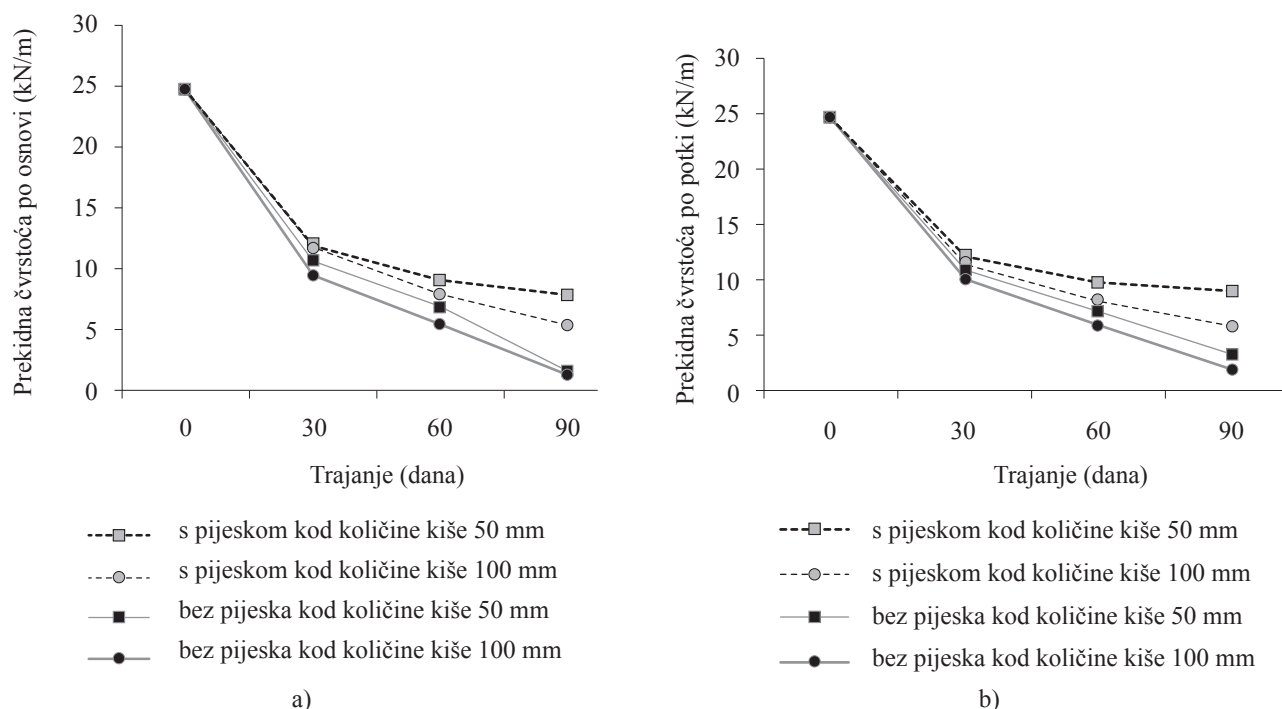 Prekidna čvrstoća po osnovi (kN/m)
30
25
20
15
10
5
0
0 30 60 90
Trajanje (dana)
s pijeskom kod količine kiše 50 mm
s pijeskom kod količine kiše 100 mm
bez pijeska kod količine kiše 50 mm
bez pijeska kod količine kiše 100 mm
a)
Prekidna čvrstoća po potki (kN/m)
30
25
20
15
10
5
0
0 30 60 90
Trajanje (dana)
s pijeskom kod količine kiše 50 mm
s pijeskom kod količine kiše 100 mm
bez pijeska kod količine kiše 50 mm
bez pijeska kod količine kiše 100 mm
b)